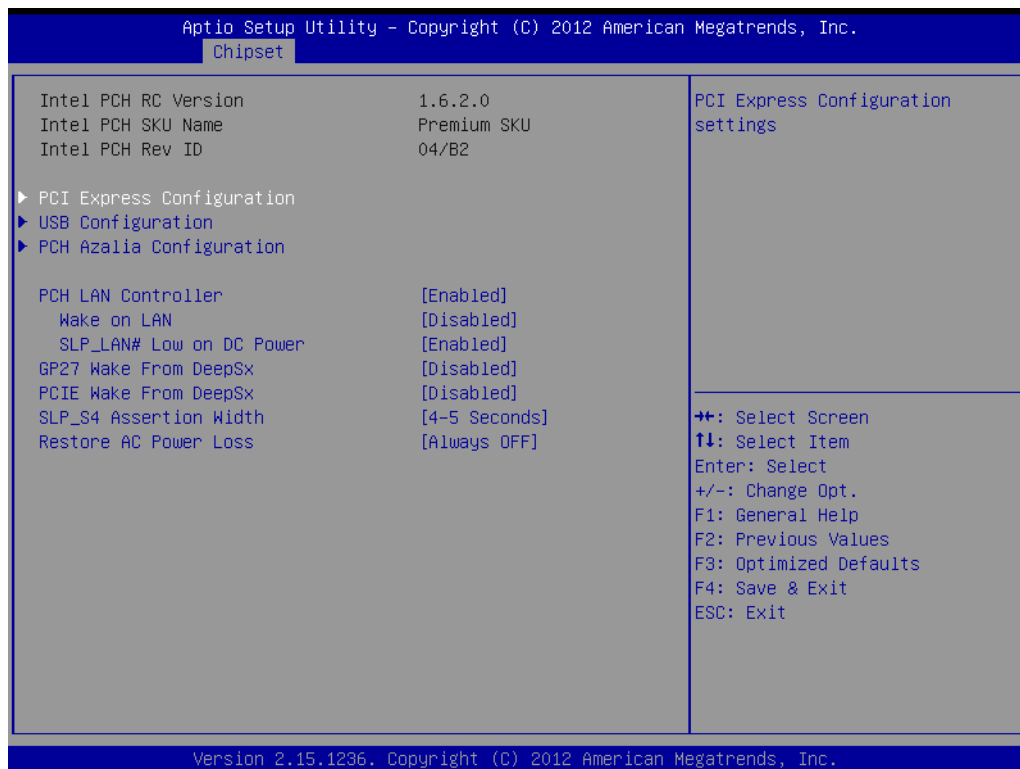 Aptio Setup Utility – Copyright (C) 2012 American Megatrends, Inc.
Chipset
Intel PCH RC Version 1.6.2.0
Intel PCH SKU Name Premium SKU
Intel PCH Rev ID 04/B2
PCI Express Configuration
USB Configuration
PCH Azalia Configuration
PCH LAN Controller [Enabled]
Wake on LAN [Disabled]
SLP_LAN# Low on DC Power [Enabled]
GP27 Wake From DeepSx [Disabled]
PCIE Wake From DeepSx [Disabled]
SLP_S4 Assertion Width [4-5 Seconds]
Restore AC Power Loss [Always OFF]
PCI Express Configuration
settings
→←: Select Screen
↑↓: Select Item
Enter: Select
+/-: Change Opt.
F1: General Help
F2: Previous Values
F3: Optimized Defaults
F4: Save & Exit
ESC: Exit
Version 2.15.1236. Copyright (C) 2012 American Megatrends, Inc.